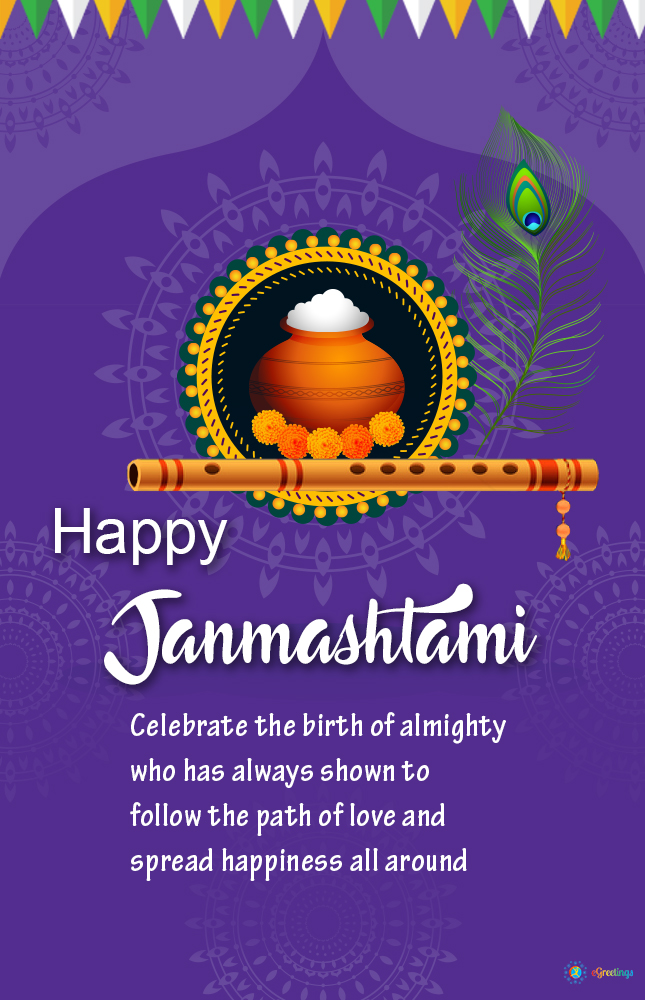 Happy
Janmashtami
Celebrate the birth of almighty
who has always shown to
follow the path of love and
spread happiness all around
eGreetings